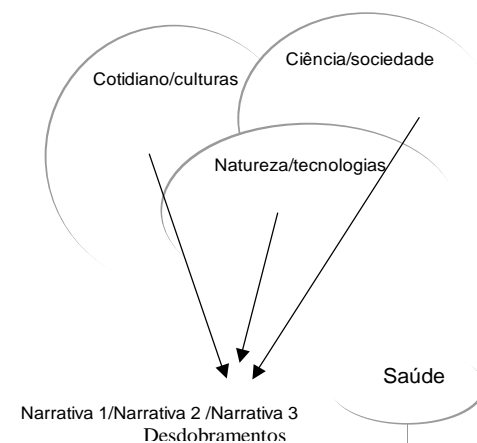 Ciência/sociedade
Cotidiano/culturas
Natureza/tecnologias
Saúde
Narrativa 1/Narrativa 2 /Narrativa 3
Desdobramentos